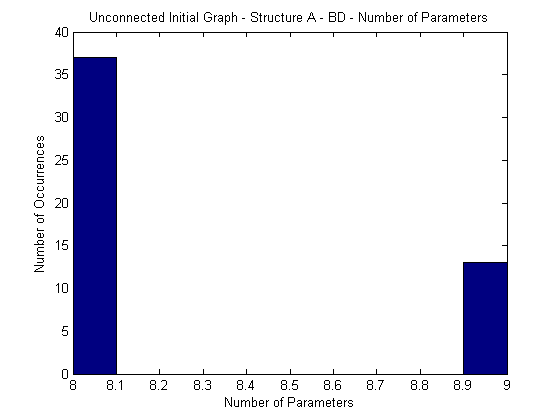 Unconnected Initial Graph - Structure A - BD - Number of Parameters
40
35
30
25
20
15
10
5
0
Number of Occurrences
8 8.1 8.2 8.3 8.4 8.5 8.6 8.7 8.8 8.9 9
Number of Parameters